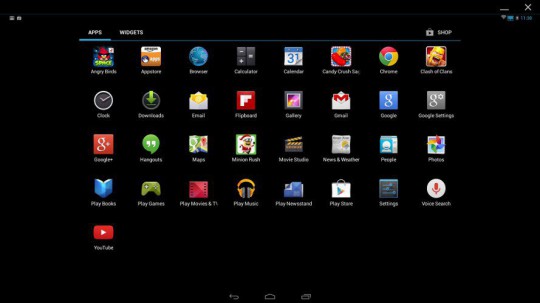 APPS WIDGETS SHOP
Angry Birds Appstore Browser Calculator Calendar Candy Crush Sa Chrome Clash of Clans
Clock Downloads Email Flipboard Gallery Gmail Google Google Settings
Google+ Hangouts Maps Minion Rush Movie Studio News & Weather People Photos
Play Books Play Games Play Movies & TV Play Music Play Newsstand Play Store Settings Voice Search
YouTube